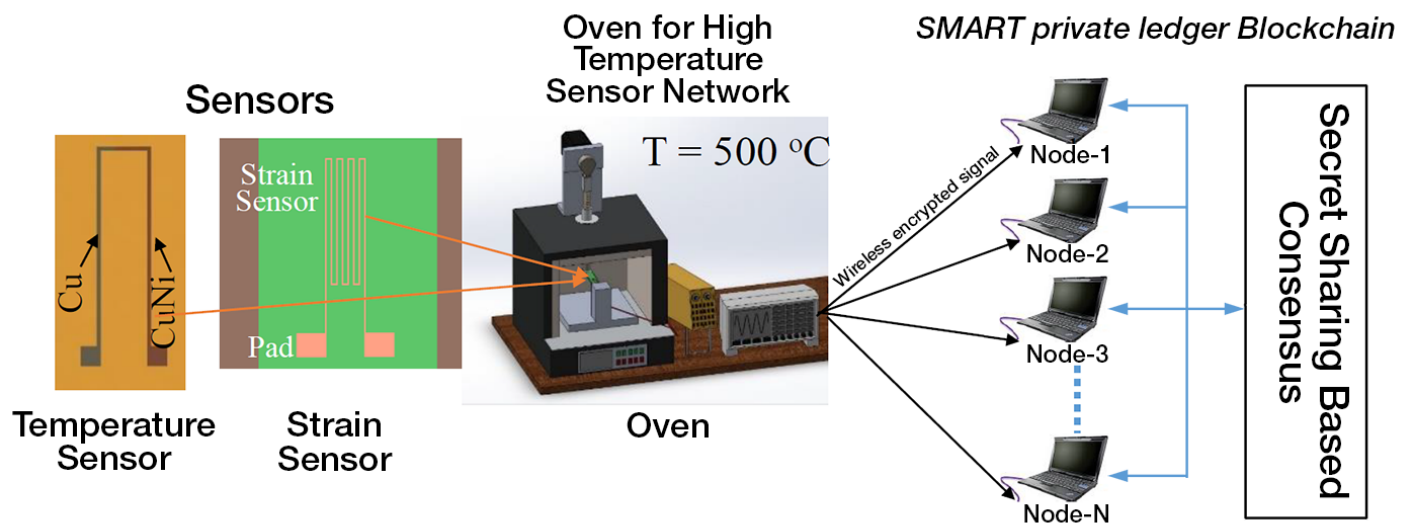 Sensors
Cu
CuNi
Temperature
Sensor
Strain
Sensor
Pad
Strain
Sensor
Oven for High
Temperature
Sensor Network
T = 500 °C
Oven
SMART private ledger Blockchain
Wireless encrypted signal
Node-1
Node-2
Node-3
Node-N
Secret Sharing Based
Consensus